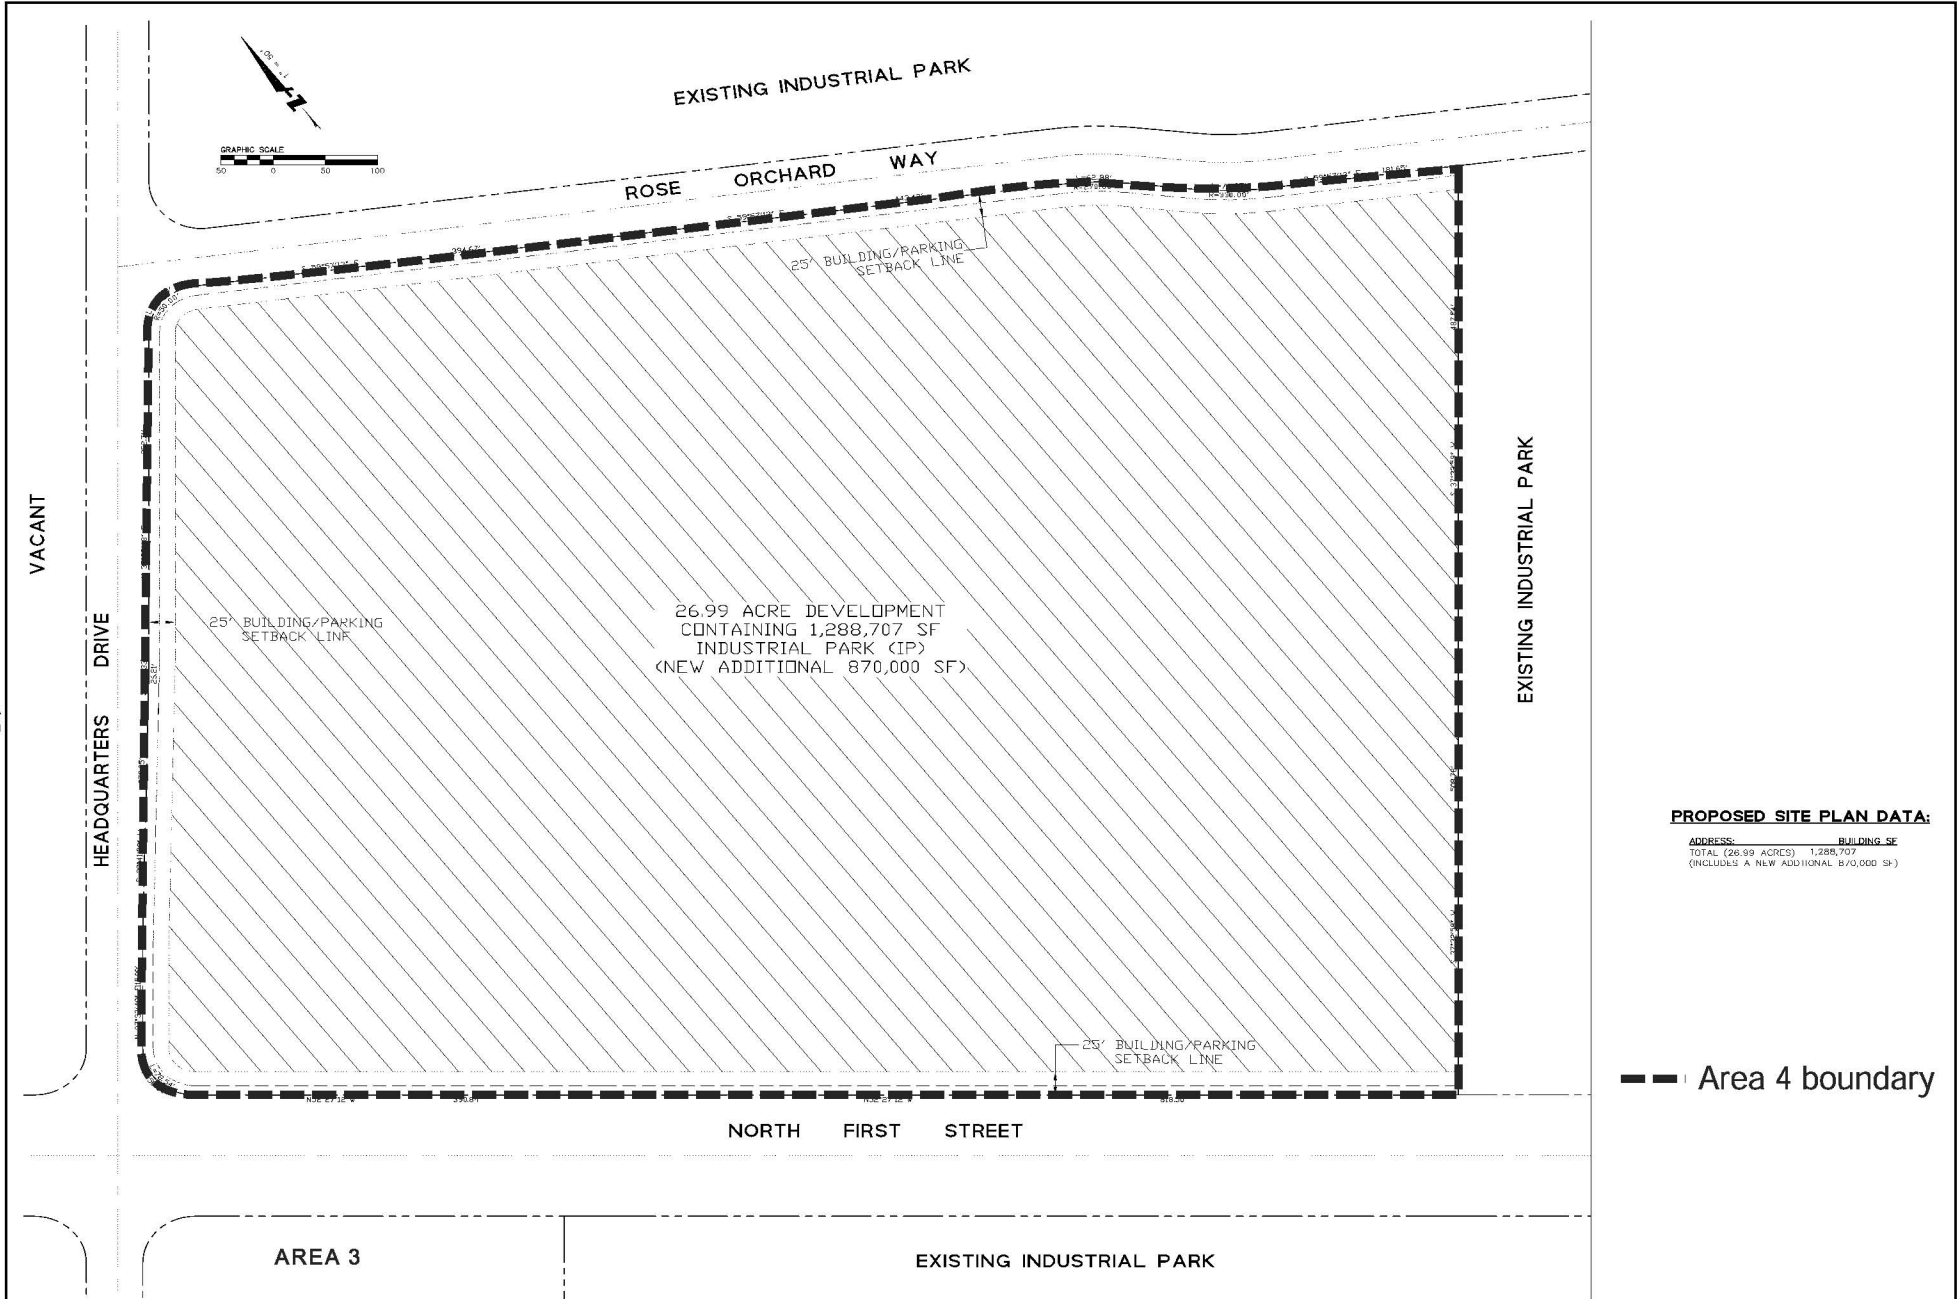 EXISTING INDUSTRIAL PARK
1" = 50'
GRAPHIC SCALE
50 0 50 100
ROSE ORCHARD WAY
394.67'
25' BUILDING/PARKING
SETBACK LINE
VACANT
HEADQUARTERS DRIVE
25' BUILDING/PARKING
SETBACK LINE
26.99 ACRE DEVELOPMENT
CONTAINING 1,288,707 SF
INDUSTRIAL PARK (IP)
(NEW ADDITIONAL 870,000 SF)
EXISTING INDUSTRIAL PARK
25' BUILDING/PARKING
SETBACK LINE
NORTH FIRST STREET
AREA 3
EXISTING INDUSTRIAL PARK
PROPOSED SITE PLAN DATA:
ADDRESS: BUILDING SF
TOTAL (26.99 ACRES) 1,288,707
(INCLUDES A NEW ADDITIONAL 870,000 SF)
Area 4 boundary